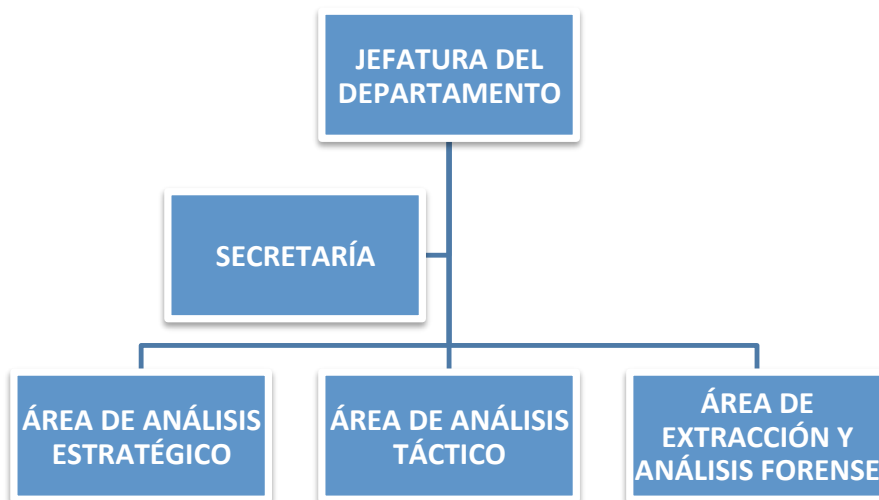 JEFATURA DEL
DEPARTAMENTO
SECRETARÍA
ÁREA DE ANÁLISIS
ESTRATÉGICO
ÁREA DE ANÁLISIS
TÁCTICO
ÁREA DE
EXTRACCIÓN Y
ANÁLISIS FORENSE